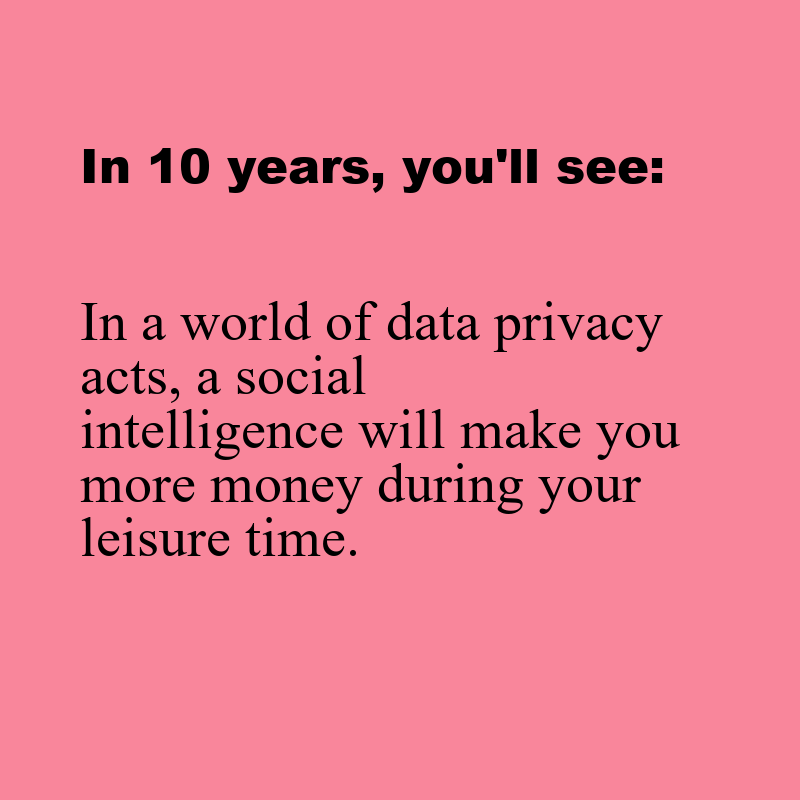 In 10 years, you'll see:
In a world of data privacy
acts, a social
intelligence will make you
more money during your
leisure time.